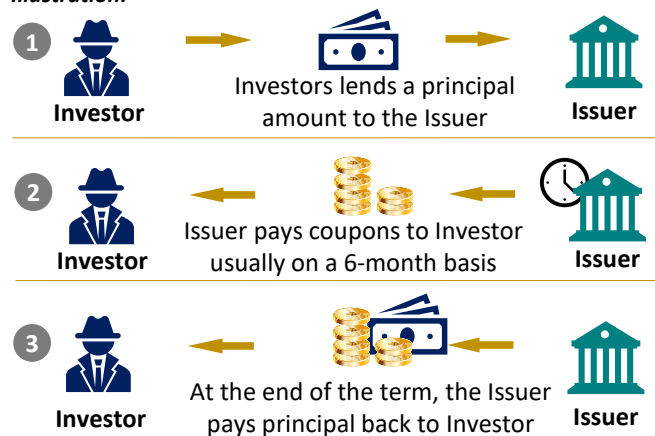 Illustration:
1
Investors lends a principal
amount to the Issuer
Investor
Issuer
2
Issuer pays coupons to Investor
usually on a 6-month basis
Investor
Issuer
3
At the end of the term, the Issuer
pays principal back to Investor
Investor
Issuer